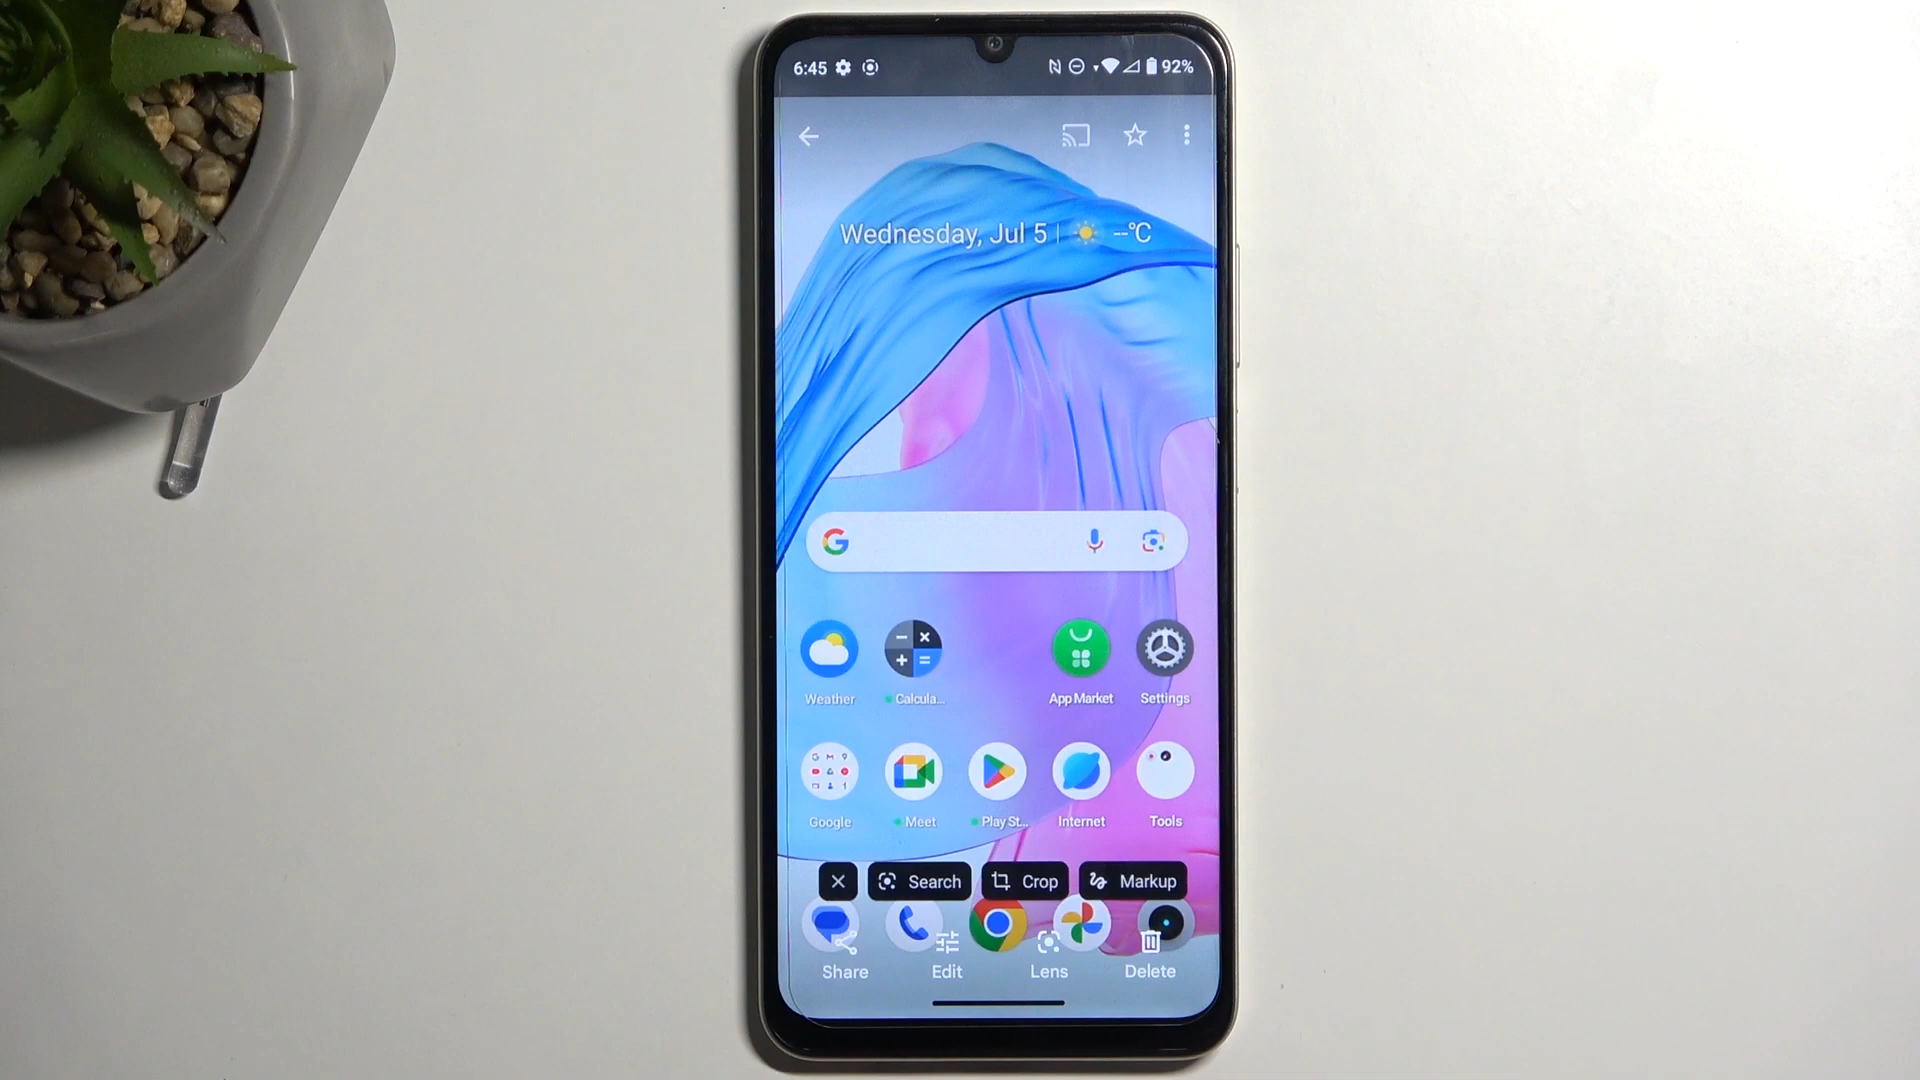 6:45 92%
Wednesday, Jul 5 | --°C
Weather Calcula... App Market Settings
Google Meet Play St... Internet Tools
Search Crop Markup
Share Edit Lens Delete